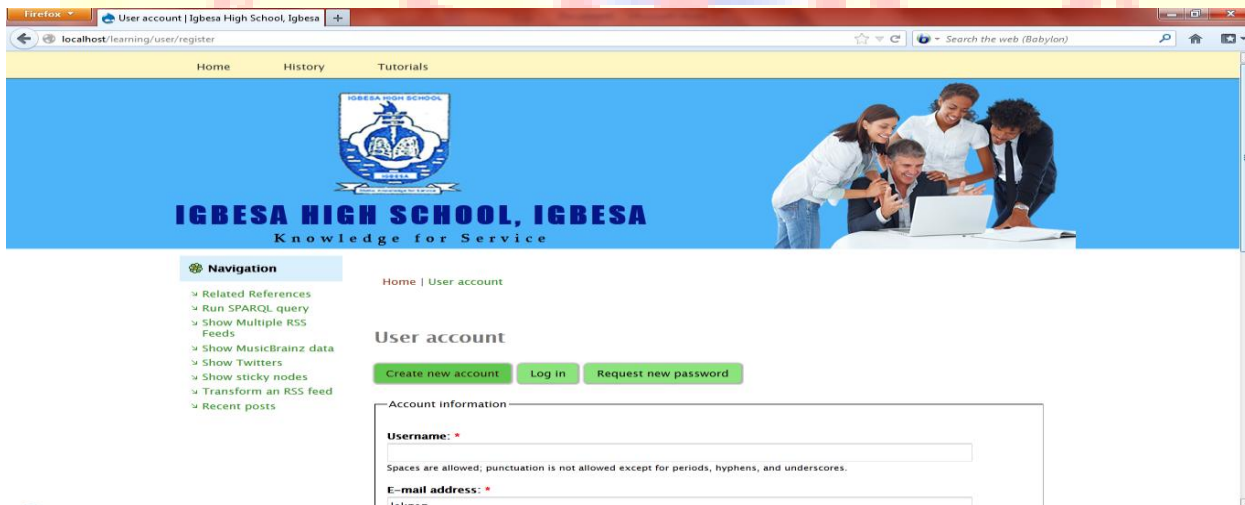 Firefox
User account | Igbesa High School, Igbesa
localhost/learning/user/register
Search the web (Babylon)
Home History Tutorials
IGBESA HIGH SCHOOL
IGBESA
IGBESA HIGH SCHOOL, IGBESA
Knowledge for Service
Navigation
Related References
Run SPARQL query
Show Multiple RSS
Feeds
Show MusicBrainz data
Show Twitters
Show sticky nodes
Transform an RSS feed
Recent posts
Home | User account
User account
Create new account Log in Request new password
Account information
Username: *
Spaces are allowed; punctuation is not allowed except for periods, hyphens, and underscores.
E-mail address: *